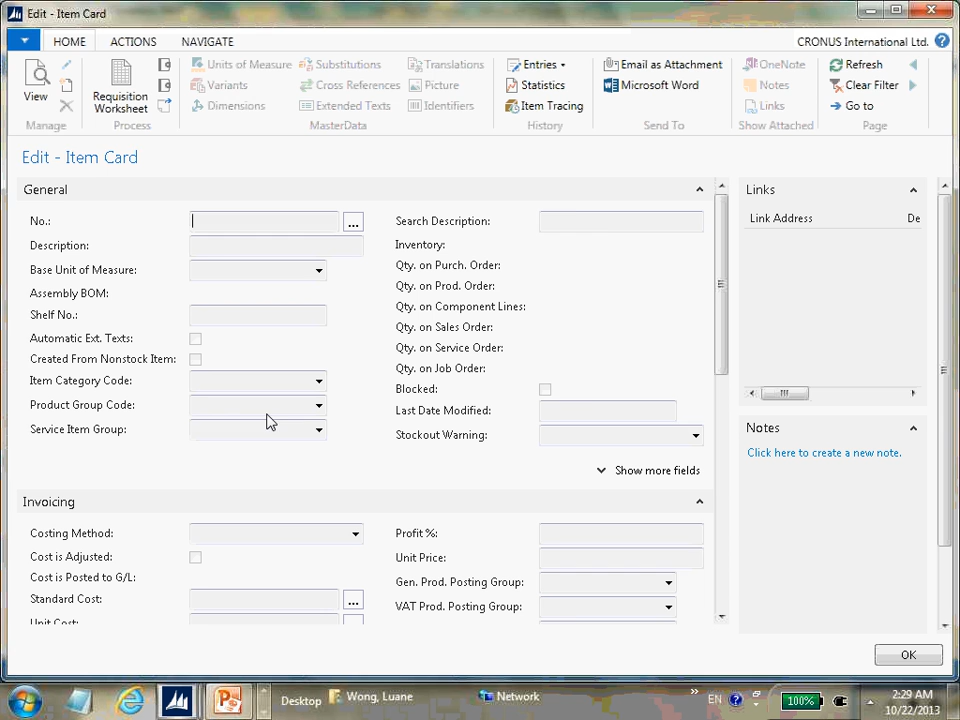 Edit - Item Card
HOME ACTIONS NAVIGATE CRONUS International Ltd.
View
Manage
Requisition
Worksheet
Process
Units of Measure Substitutions Translations
Variants Cross References Picture
Dimensions Extended Texts Identifiers
MasterData
Entries
Statistics
Item Tracing
History
Email as Attachment
Microsoft Word
Send To
OneNote
Notes
Links
Show Attached
Refresh
Clear Filter
Go to
Page
Edit - Item Card
General
No.:
Description:
Base Unit of Measure:
Assembly BOM:
Shelf No.:
Automatic Ext. Texts:
Created From Nonstock Item:
Item Category Code:
Product Group Code:
Service Item Group:
Search Description:
Inventory:
Qty. on Purch. Order:
Qty. on Prod. Order:
Qty. on Component Lines:
Qty. on Sales Order:
Qty. on Service Order:
Qty. on Job Order:
Blocked:
Last Date Modified:
Stockout Warning:
Show more fields
Invoicing
Costing Method:
Cost is Adjusted:
Cost is Posted to G/L:
Standard Cost:
Unit Cost:
Profit %:
Unit Price:
Gen. Prod. Posting Group:
VAT Prod. Posting Group:
Links
Link Address De
Notes
Click here to create a new note.
OK
Desktop Wong, Luane Network EN 100% 2:29 AM
10/22/2013